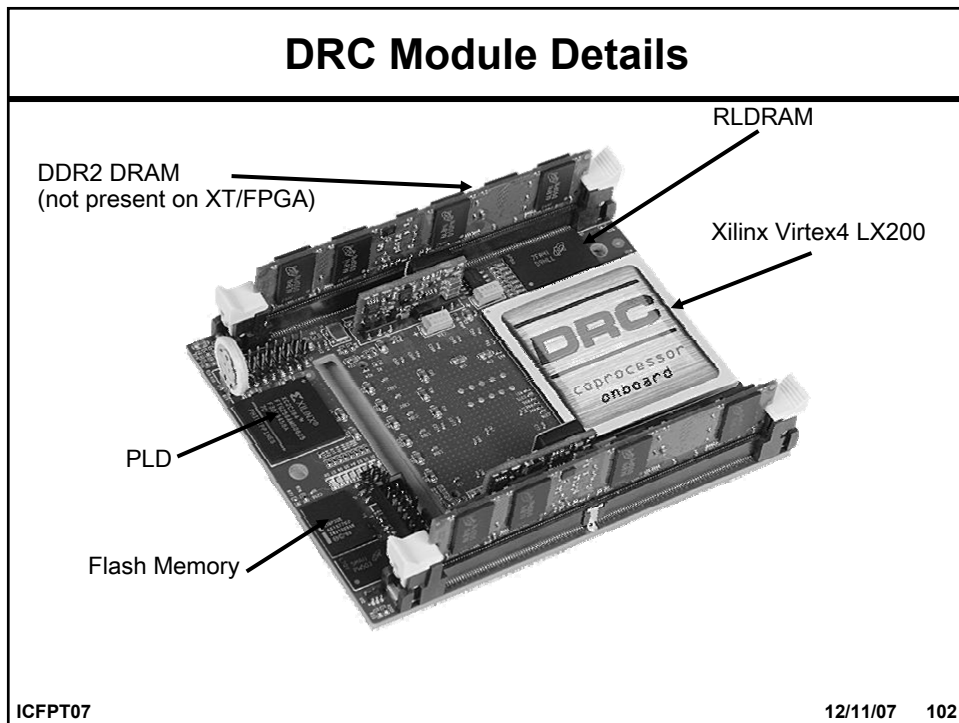 DRC Module Details
RLDRAM
DDR2 DRAM
(not present on XT/FPGA)
Xilinx Virtex4 LX200
DRC
coprocessor
onboard
XILINX
PLD
Flash Memory
ICFPT07
12/11/07 102